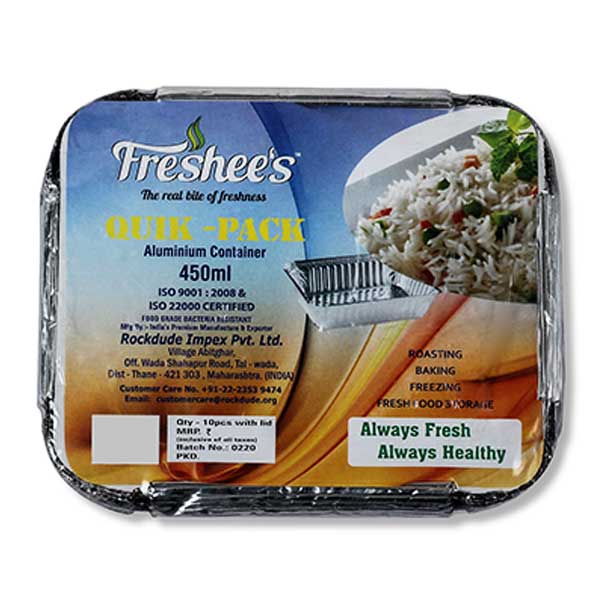 Freshee's™
The real bite of freshness
QUIK -PACK
Aluminium Container
450ml
ISO 9001 : 2008 &
ISO 22000 CERTIFIED
FOOD GRADE BACTERIA RESISTANT
Mfg by:- India's Premium Manufacture & Exporter
Rockdude Impex Pvt. Ltd.
Village Abitghar,
Off. Wada Shahapur Road, Tal - wada,
Dist - Thane - 421 303 , Maharasbtra. (INDIA)
Customer Care No. +91-22-2353 9474
Email: customercare@rockdude.org
Qty - 10pcs with lid
MRP. ₹
(inclusive of all taxes)
Batch No.: 0220
PKD.
ROASTING
BAKING
FREEZING
FRESH FOOD STORAGE
Always Fresh
Always Healthy